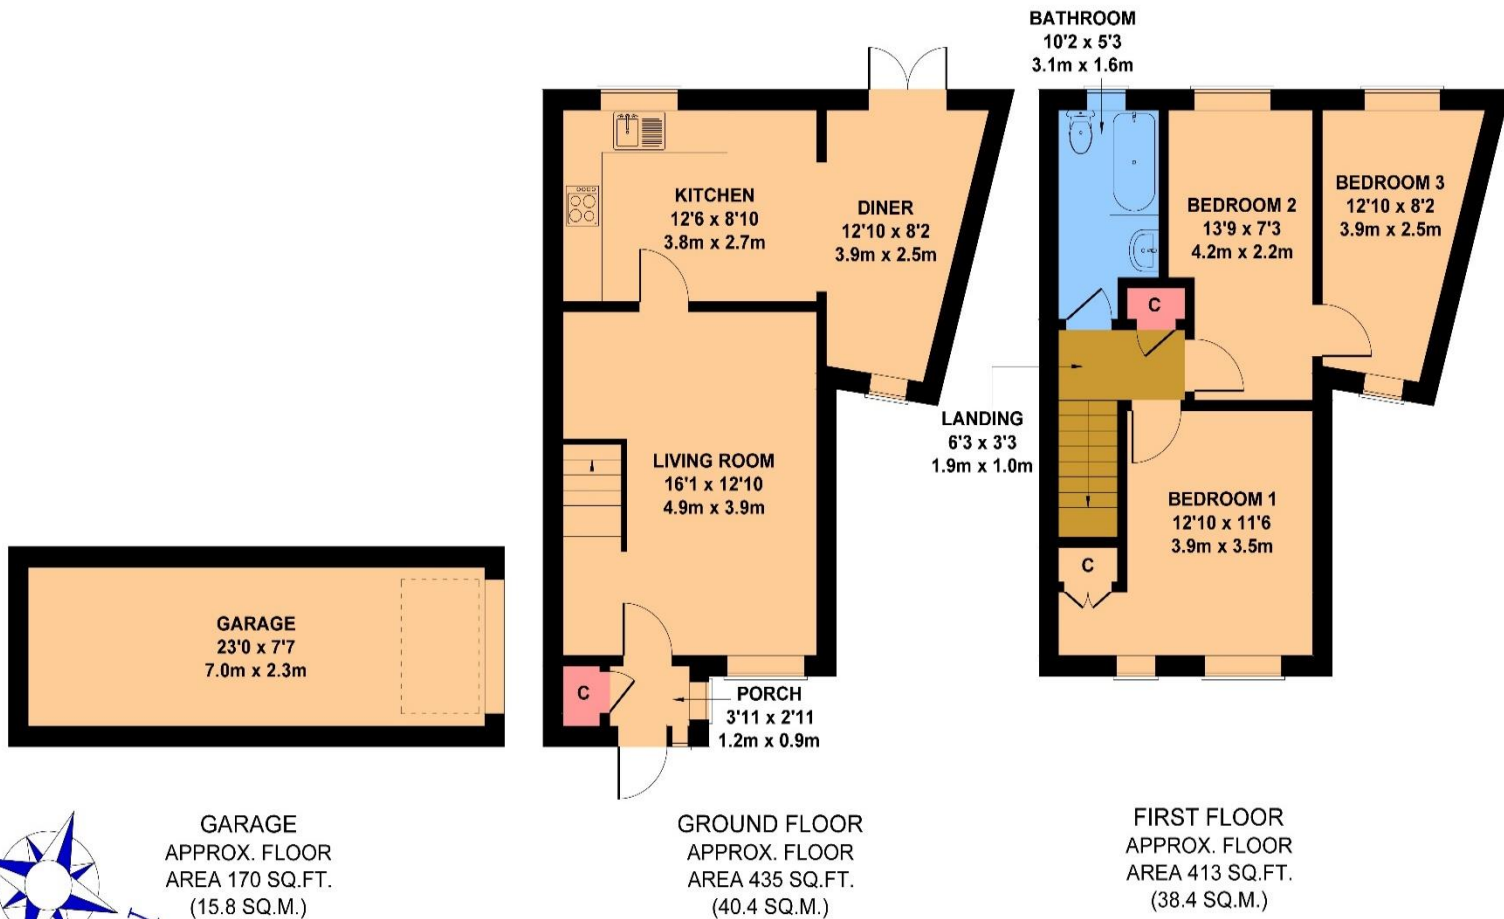 BATHROOM
10'2 x 5'3
3.1m x 1.6m
KITCHEN
12'6 x 8'10
3.8m x 2.7m
DINER
12'10 x 8'2
3.9m x 2.5m
BEDROOM 2
13'9 x 7'3
4.2m x 2.2m
BEDROOM 3
12'10 x 8'2
3.9m x 2.5m
C
LANDING
6'3 x 3'3
1.9m x 1.0m
LIVING ROOM
16'1 x 12'10
4.9m x 3.9m
BEDROOM 1
12'10 x 11'6
3.9m x 3.5m
C
GARAGE
23'0 x 7'7
7.0m x 2.3m
C
PORCH
3'11 x 2'11
1.2m x 0.9m
GARAGE
APPROX. FLOOR
AREA 170 SQ.FT.
(15.8 SQ.M.)
GROUND FLOOR
APPROX. FLOOR
AREA 435 SQ.FT.
(40.4 SQ.M.)
FIRST FLOOR
APPROX. FLOOR
AREA 413 SQ.FT.
(38.4 SQ.M.)